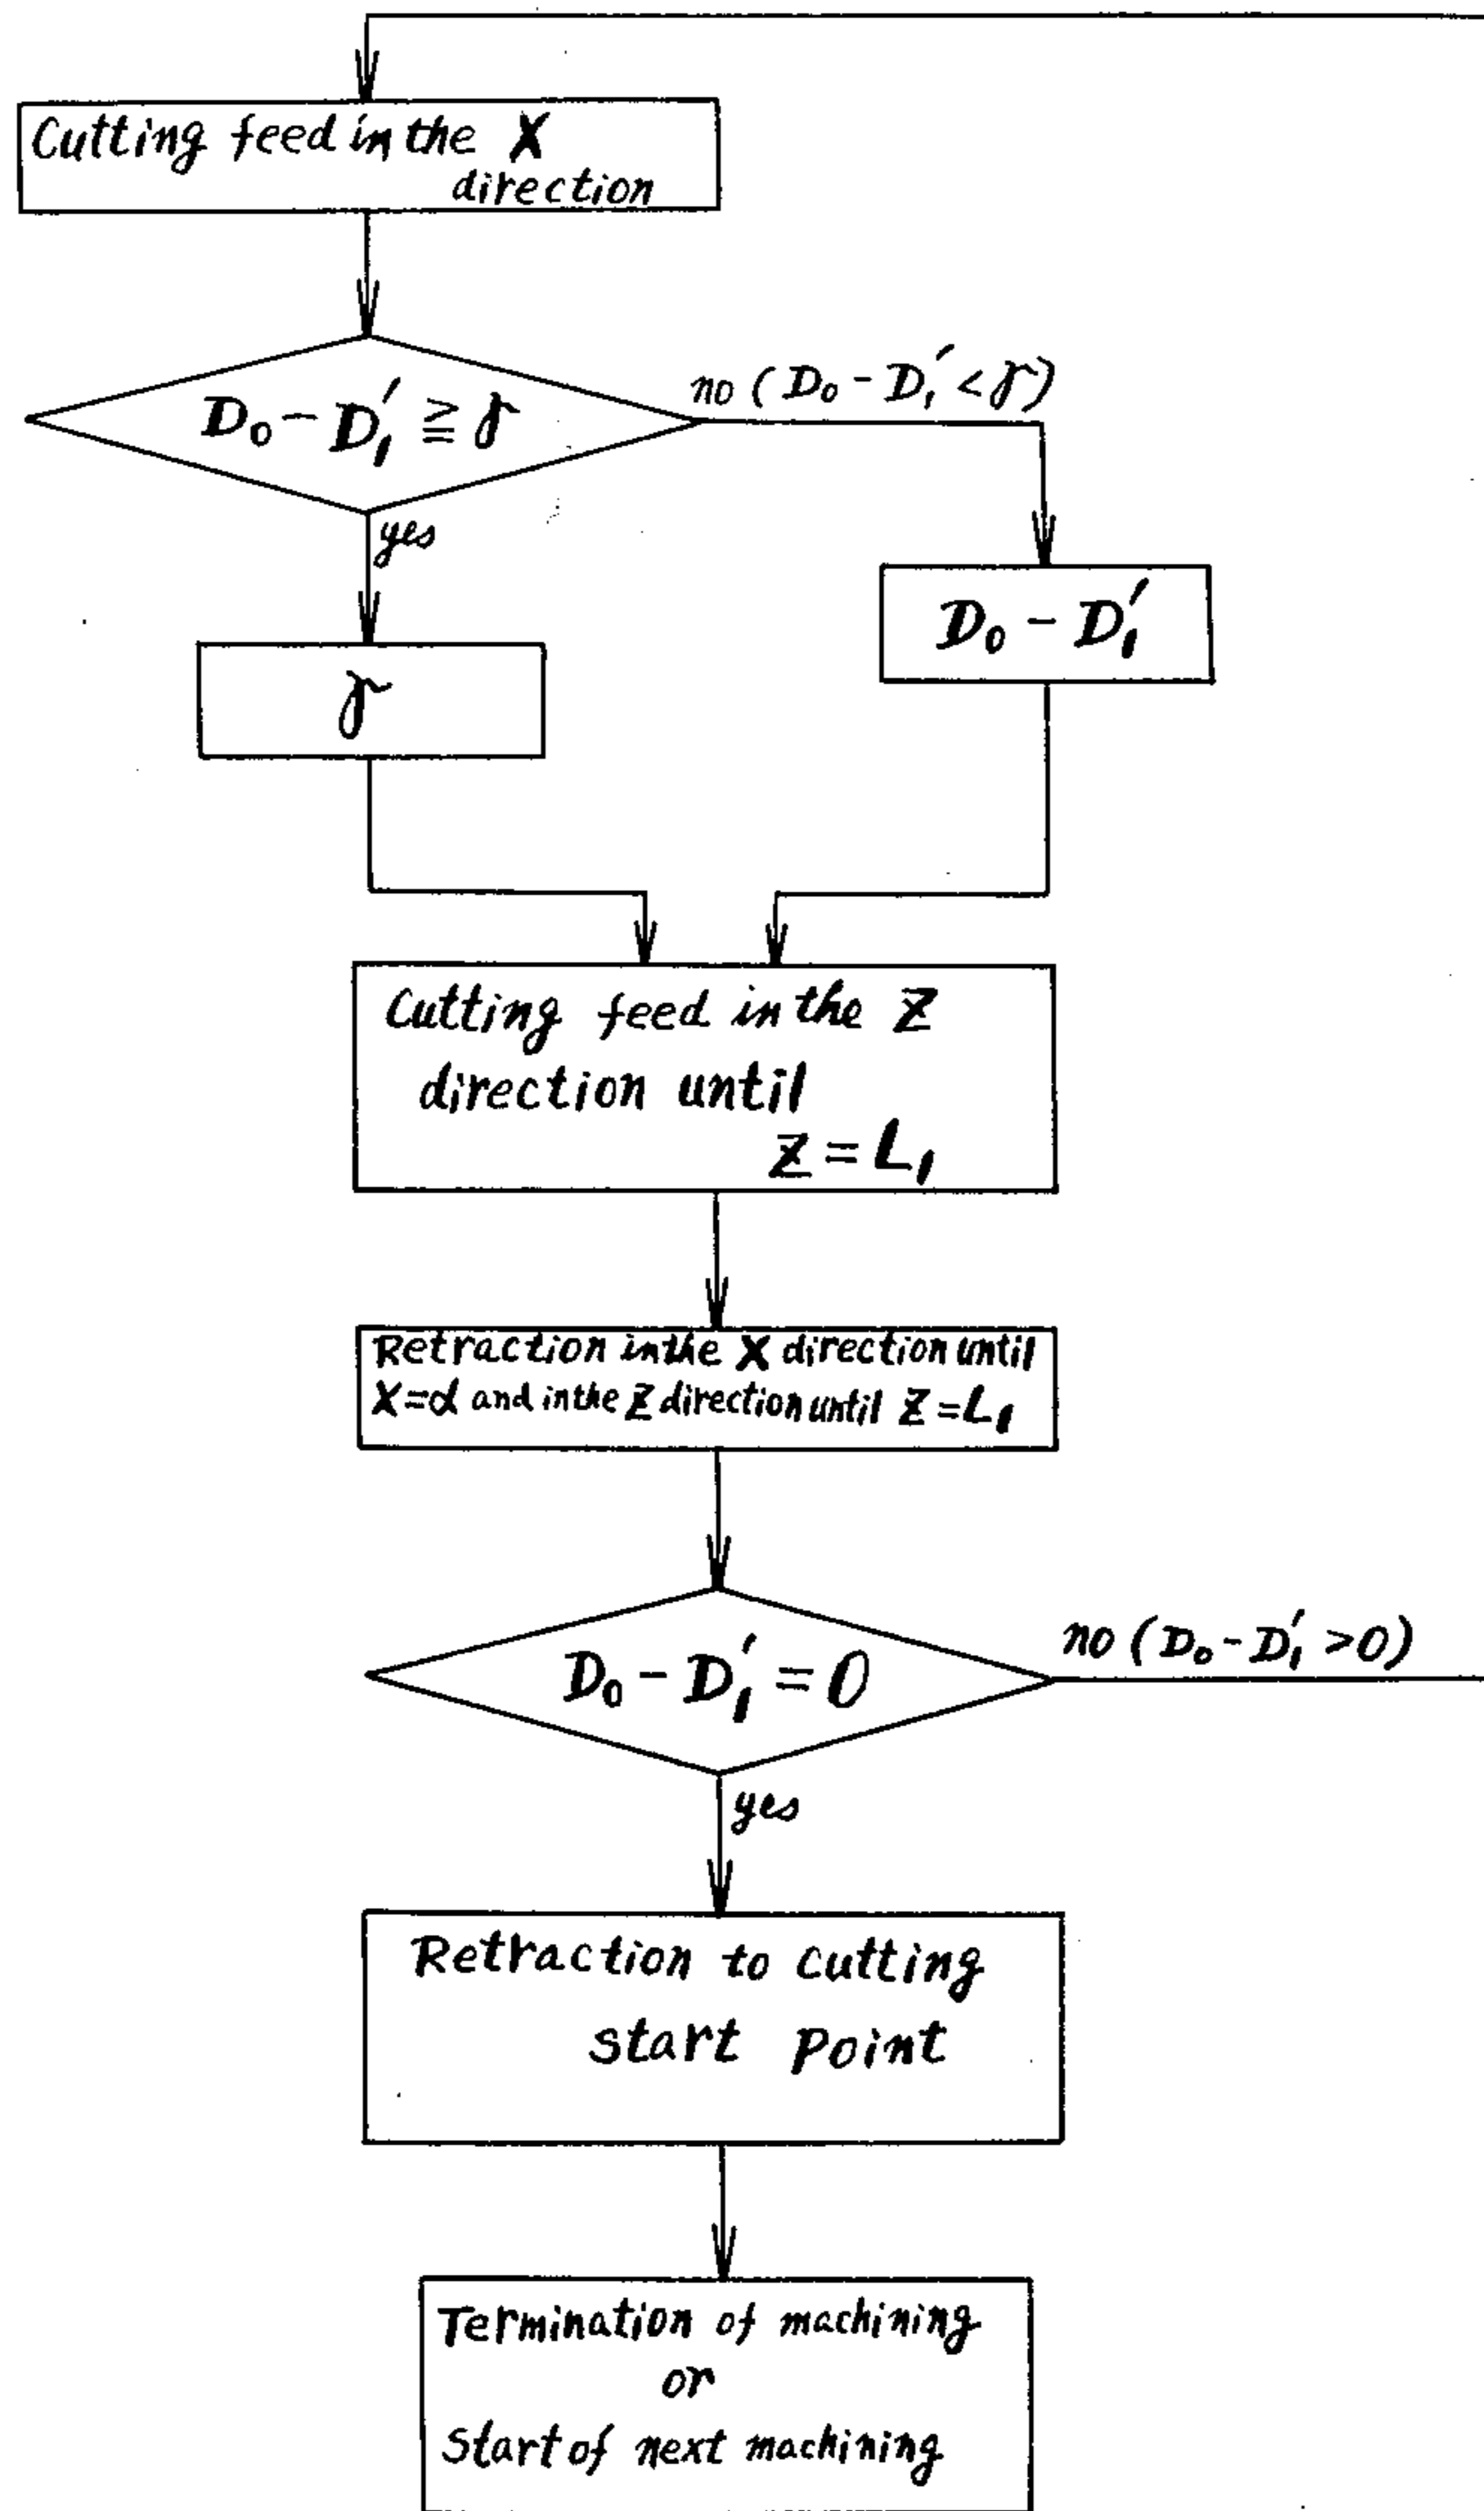 Cutting feed in the X
direction
D₀ - D₁′ ≧ γ
no (D₀ - D₁′ < γ)
yes
D₀ - D₁′
γ
Cutting feed in the Z
direction until
Z = L₁
Retraction in the X direction until
X = α and in the Z direction until Z = L₁
D₀ - D₁′ = 0
no (D₀ - D₁′ > 0)
yes
Retraction to cutting
start point
Termination of machining
or
Start of next machining